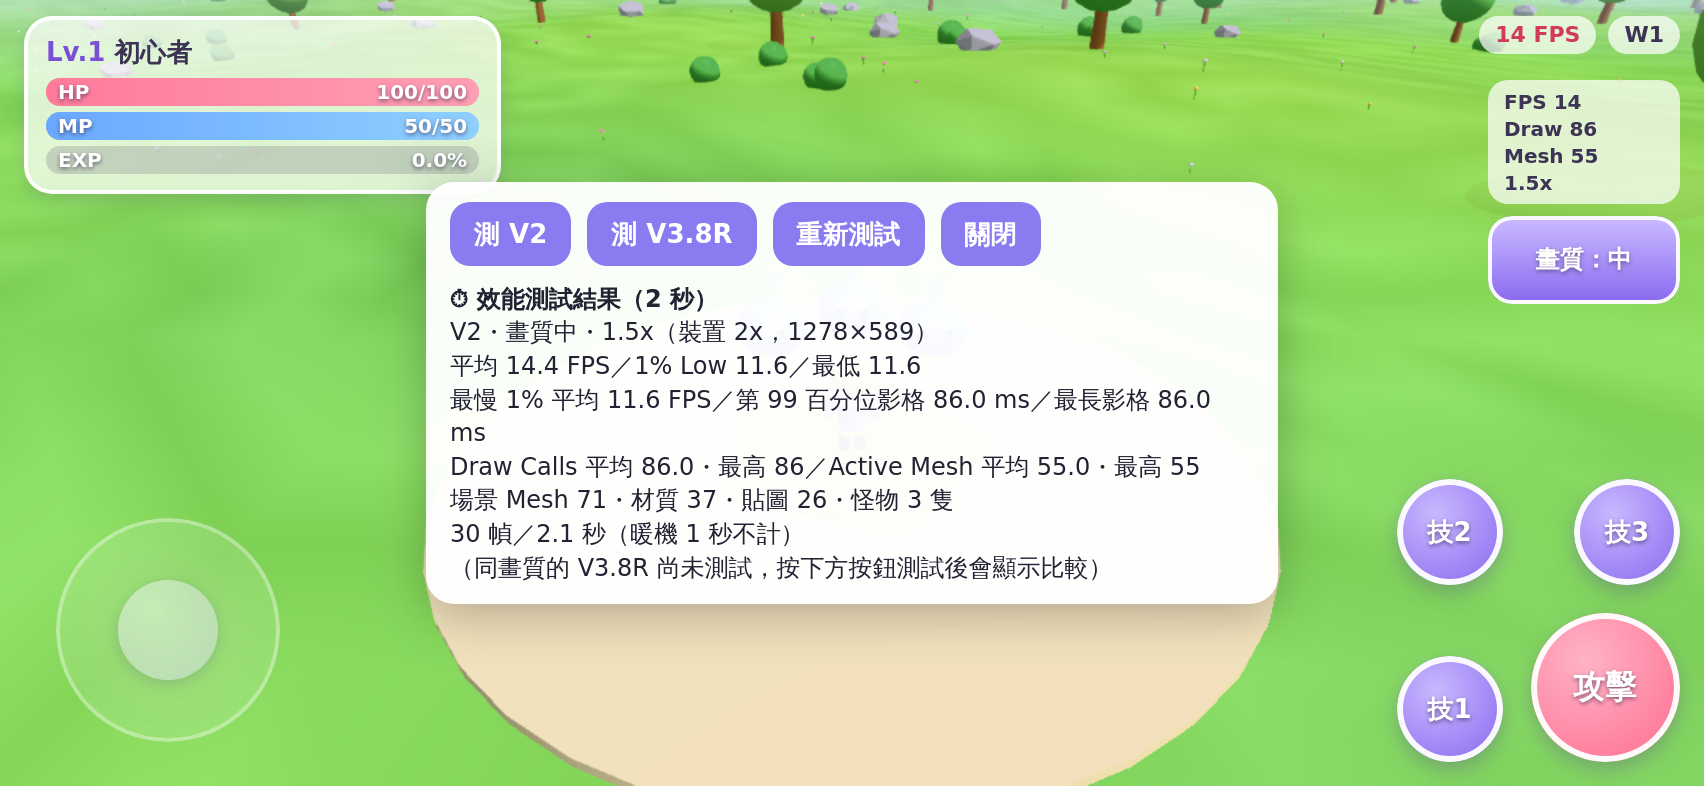 Lv.1 初心者
HP 100/100
MP 50/50
EXP 0.0%
14 FPS W1
FPS 14
Draw 86
Mesh 55
1.5x
畫質：中
測 V2 測 V3.8R 重新測試 關閉
⏱ 效能測試結果（2 秒）
V2・畫質中・1.5x（裝置 2x，1278×589）
平均 14.4 FPS／1% Low 11.6／最低 11.6
最慢 1% 平均 11.6 FPS／第 99 百分位影格 86.0 ms／最長影格 86.0
ms
Draw Calls 平均 86.0・最高 86／Active Mesh 平均 55.0・最高 55
場景 Mesh 71・材質 37・貼圖 26・怪物 3 隻
30 幀／2.1 秒（暖機 1 秒不計）
（同畫質的 V3.8R 尚未測試，按下方按鈕測試後會顯示比較）
技2 技3
技1 攻擊